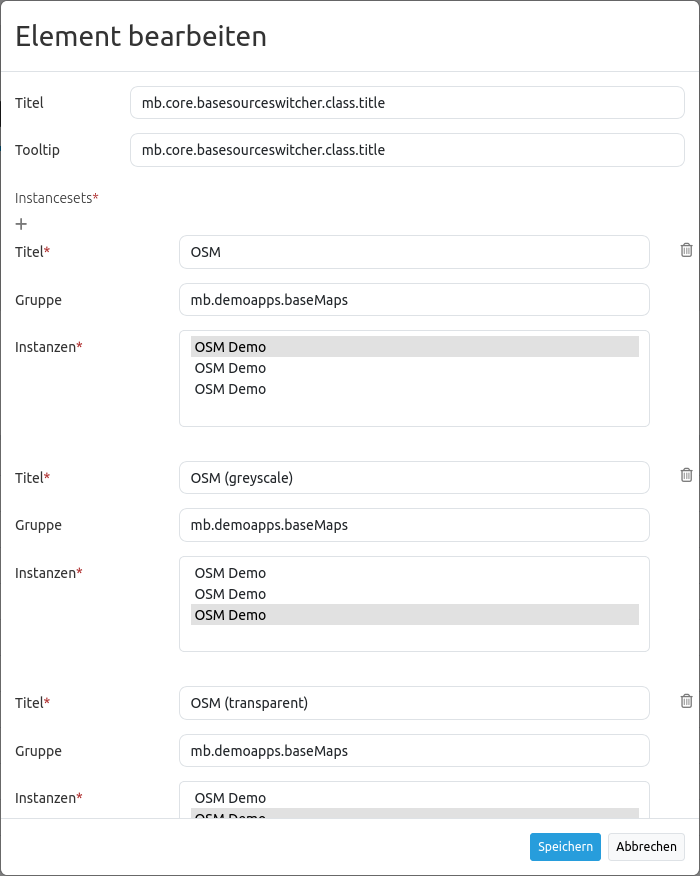 Element bearbeiten
Titel mb.core.basesourceswitcher.class.title
Tooltip mb.core.basesourceswitcher.class.title
Instancesets*
+
Titel* OSM
Gruppe mb.demoapps.baseMaps
Instanzen* OSM Demo
OSM Demo
OSM Demo
Titel* OSM (greyscale)
Gruppe mb.demoapps.baseMaps
Instanzen* OSM Demo
OSM Demo
OSM Demo
Titel* OSM (transparent)
Gruppe mb.demoapps.baseMaps
Instanzen* OSM Demo
OSM Demo
Speichern Abbrechen